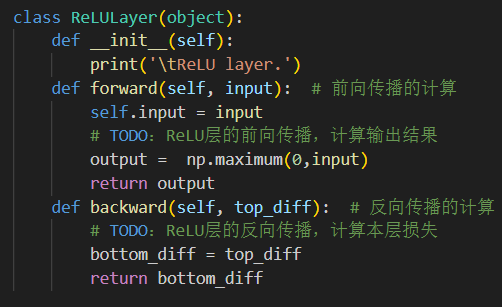 class ReLULayer(object):
    def __init__(self):
        print('\tReLU layer.')
    def forward(self, input):  # 前向传播的计算
        self.input = input
        # TODO：ReLU层的前向传播，计算输出结果
        output =  np.maximum(0,input)
        return output
    def backward(self, top_diff):  # 反向传播的计算
        # TODO：ReLU层的反向传播，计算本层损失
        bottom_diff = top_diff
        return bottom_diff